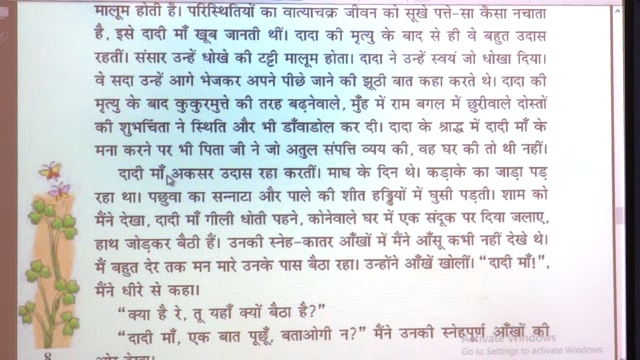 मालूम होती है। परिस्थितियों का वात्याचक्र जीवन को सूखे पत्ते-सा कैसा नचाता
है, इसे दादी माँ खूब जानती थीं। दादा की मृत्यु के बाद से ही वे बहुत उदास
रहतीं। संसार उन्हें धोखे की टट्टी मालूम होता। दादा ने उन्हें स्वयं जो धोखा दिया।
वे सदा उन्हें आगे भेजकर अपने पीछे जाने की झूठी बात कहा करते थे। दादा की
मृत्यु के बाद कुकुरमुत्ते की तरह बढ़नेवाले, मुँह में राम बगल में छुरीवाले दोस्तों
की शुभचिंता ने स्थिति और भी डाँवाडोल कर दी। दादा के श्राद्ध में दादी माँ के
मना करने पर भी पिता जी ने जो अतुल संपत्ति व्यय की, वह घर की तो थी नहीं।
दादी माँ अकसर उदास रहा करतीं। माघ के दिन थे। कड़ाके का जाड़ा पड़
रहा था। पछुवा का सन्नाटा और पाले की शीत हड्डियों में घुसी पड़ती। शाम को
मैंने देखा, दादी माँ गीली धोती पहने, कोनेवाले घर में एक संदूक पर दिया जलाए,
हाथ जोड़कर बैठी हैं। उनकी स्नेह-कातर आँखों में मैंने आँसू कभी नहीं देखे थे।
मैं बहुत देर तक मन मारे उनके पास बैठा रहा। उन्होंने आँखें खोलीं। "दादी माँ!",
मैंने धीरे से कहा।
"क्या है रे, तू यहाँ क्यों बैठा है?"
"दादी माँ, एक बात पूछूँ, बताओगी न?" मैंने उनकी स्नेहपूर्ण आँखों की
ओर देखा।
8
Activate Windows
Go to Settings to activate Windows.